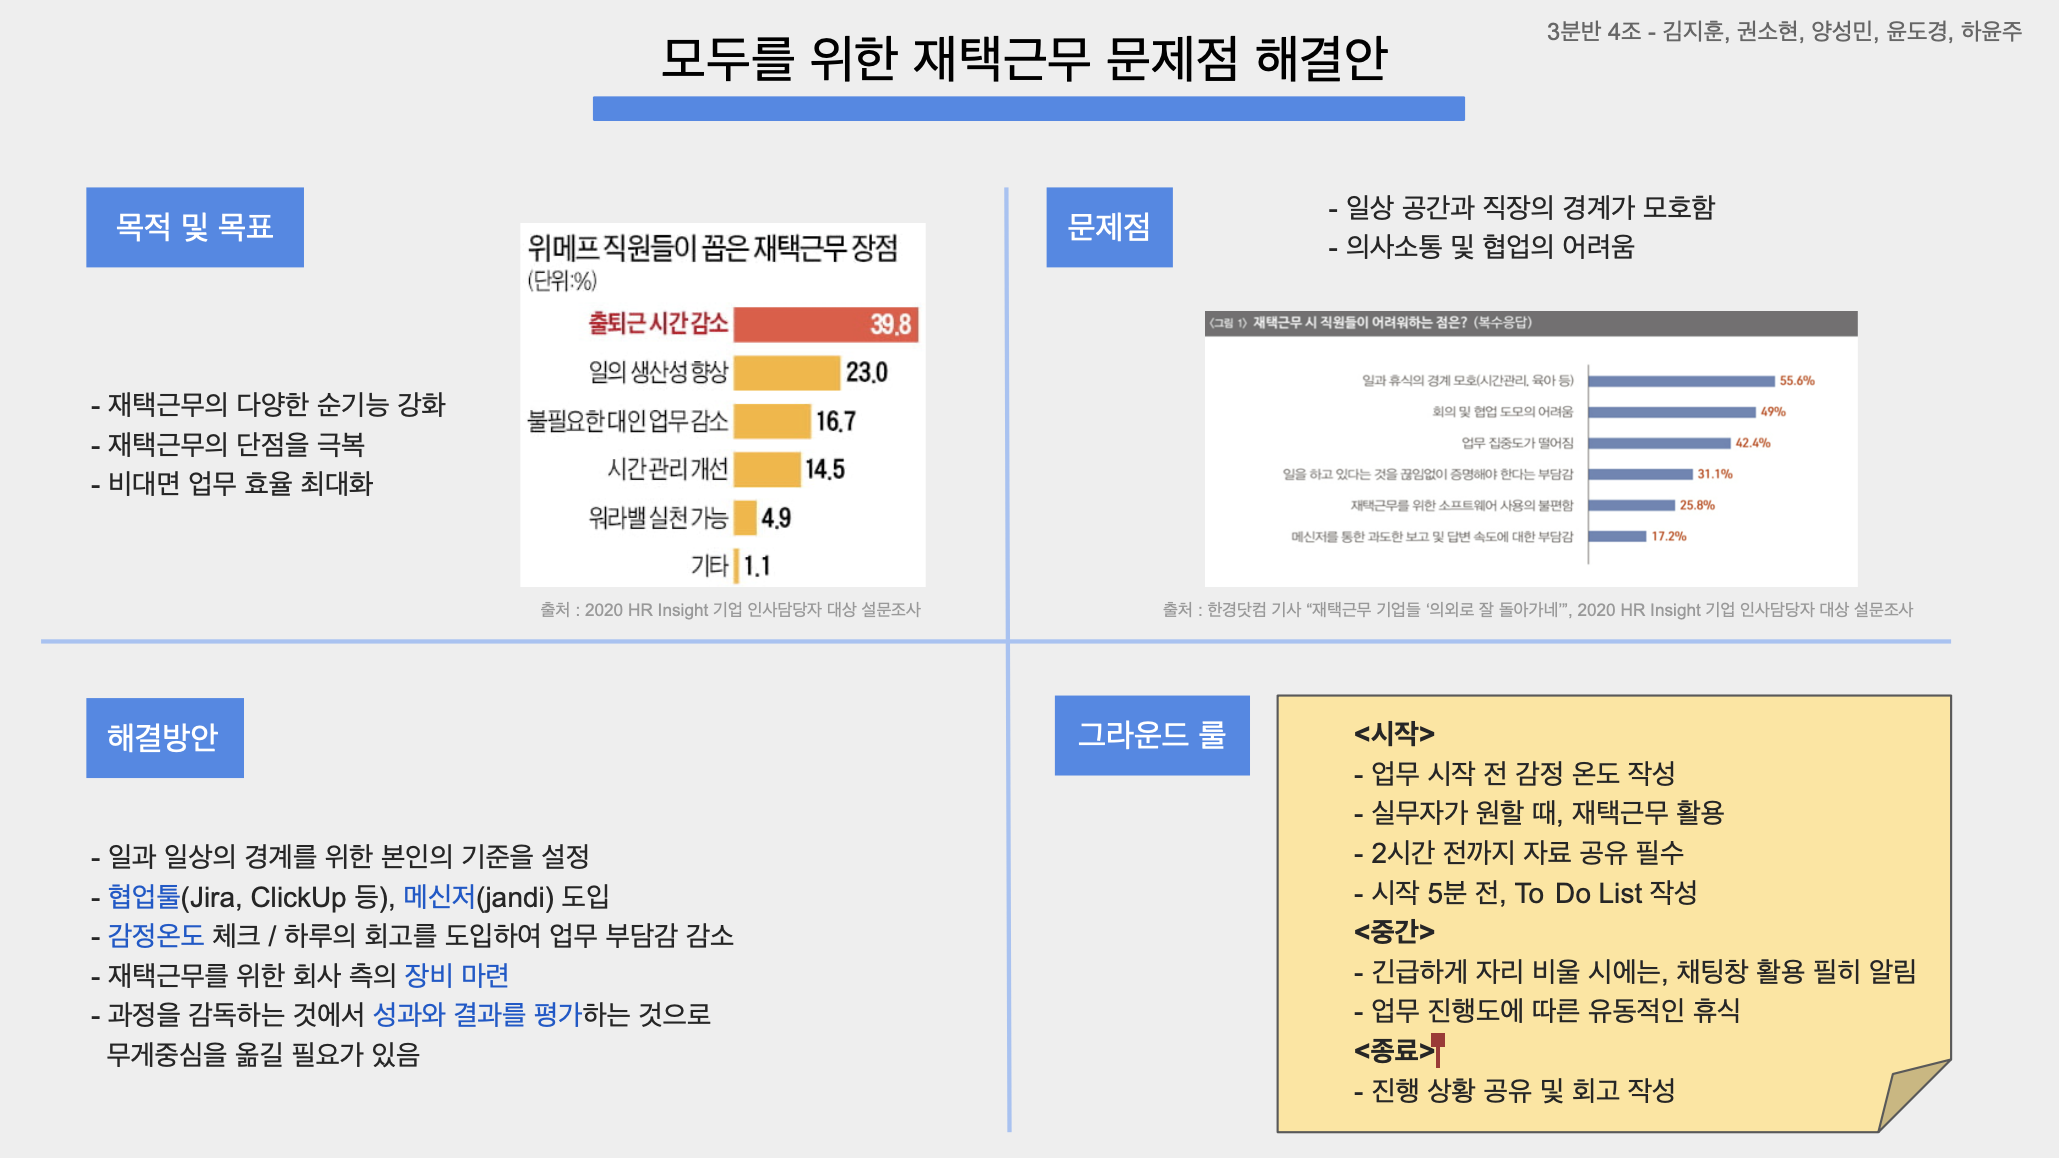 3분반 4조 - 김지훈, 권소현, 양성민, 윤도경, 하윤주
모두를 위한 재택근무 문제점 해결안
목적 및 목표
- 재택근무의 다양한 순기능 강화
- 재택근무의 단점을 극복
- 비대면 업무 효율 최대화
위메프 직원들이 꼽은 재택근무 장점
(단위:%)
출퇴근 시간 감소 39.8
일의 생산성 향상 23.0
불필요한 대인 업무 감소 16.7
시간 관리 개선 14.5
워라밸 실천 가능 4.9
기타 1.1
출처 : 2020 HR Insight 기업 인사담당자 대상 설문조사
문제점
- 일상 공간과 직장의 경계가 모호함
- 의사소통 및 협업의 어려움
<그림 1> 재택근무 시 직원들이 어려워하는 점은? (복수응답)
일과 휴식의 경계 모호(시간관리, 육아 등) 55.6%
회의 및 협업 도모의 어려움 49%
업무 집중도가 떨어짐 42.4%
일을 하고 있다는 것을 끊임없이 증명해야 한다는 부담감 31.1%
재택근무를 위한 소프트웨어 사용의 불편함 25.8%
메신저를 통한 과도한 보고 및 답변 속도에 대한 부담감 17.2%
출처 : 한경닷컴 기사 “재택근무 기업들 ‘의외로 잘 돌아가네’”, 2020 HR Insight 기업 인사담당자 대상 설문조사
해결방안
- 일과 일상의 경계를 위한 본인의 기준을 설정
- 협업툴(Jira, ClickUp 등), 메신저(jandi) 도입
- 감정온도 체크 / 하루의 회고를 도입하여 업무 부담감 감소
- 재택근무를 위한 회사 측의 장비 마련
- 과정을 감독하는 것에서 성과와 결과를 평가하는 것으로
무게중심을 옮길 필요가 있음
그라운드 룰
<시작>
- 업무 시작 전 감정 온도 작성
- 실무자가 원할 때, 재택근무 활용
- 2시간 전까지 자료 공유 필수
- 시작 5분 전, To Do List 작성
<중간>
- 긴급하게 자리 비울 시에는, 채팅창 활용 필히 알림
- 업무 진행도에 따른 유동적인 휴식
<종료>
- 진행 상황 공유 및 회고 작성